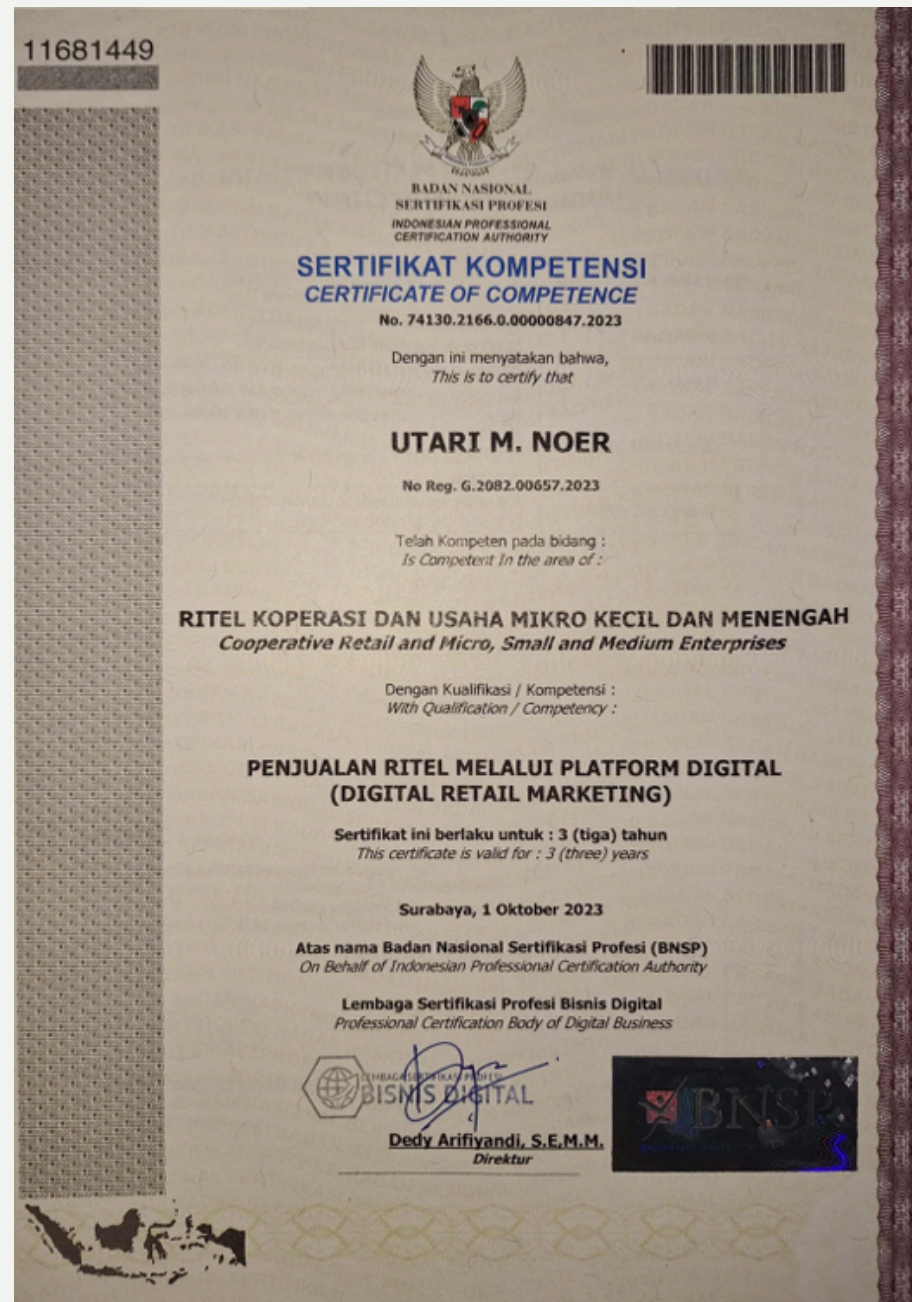 11681449
BADAN NASIONAL
SERTIFIKASI PROFESI
INDONESIAN PROFESSIONAL
CERTIFICATION AUTHORITY
SERTIFIKAT KOMPETENSI
CERTIFICATE OF COMPETENCE
No. 74130.2166.0.00000847.2023
Dengan ini menyatakan bahwa,
This is to certify that
UTARI M. NOER
No Reg. G.2082.00657.2023
Telah Kompeten pada bidang :
Is Competent In the area of :
RITEL KOPERASI DAN USAHA MIKRO KECIL DAN MENENGAH
Cooperative Retail and Micro, Small and Medium Enterprises
Dengan Kualifikasi / Kompetensi :
With Qualification / Competency :
PENJUALAN RITEL MELALUI PLATFORM DIGITAL
(DIGITAL RETAIL MARKETING)
Sertifikat ini berlaku untuk : 3 (tiga) tahun
This certificate is valid for : 3 (three) years
Surabaya, 1 Oktober 2023
Atas nama Badan Nasional Sertifikasi Profesi (BNSP)
On Behalf of Indonesian Professional Certification Authority
Lembaga Sertifikasi Profesi Bisnis Digital
Professional Certification Body of Digital Business
LEMBAGA SERTIFIKASI PROFESI
BISNIS DIGITAL
BNSP
Dedy Arifiyandi, S.E,M.M.
Direktur